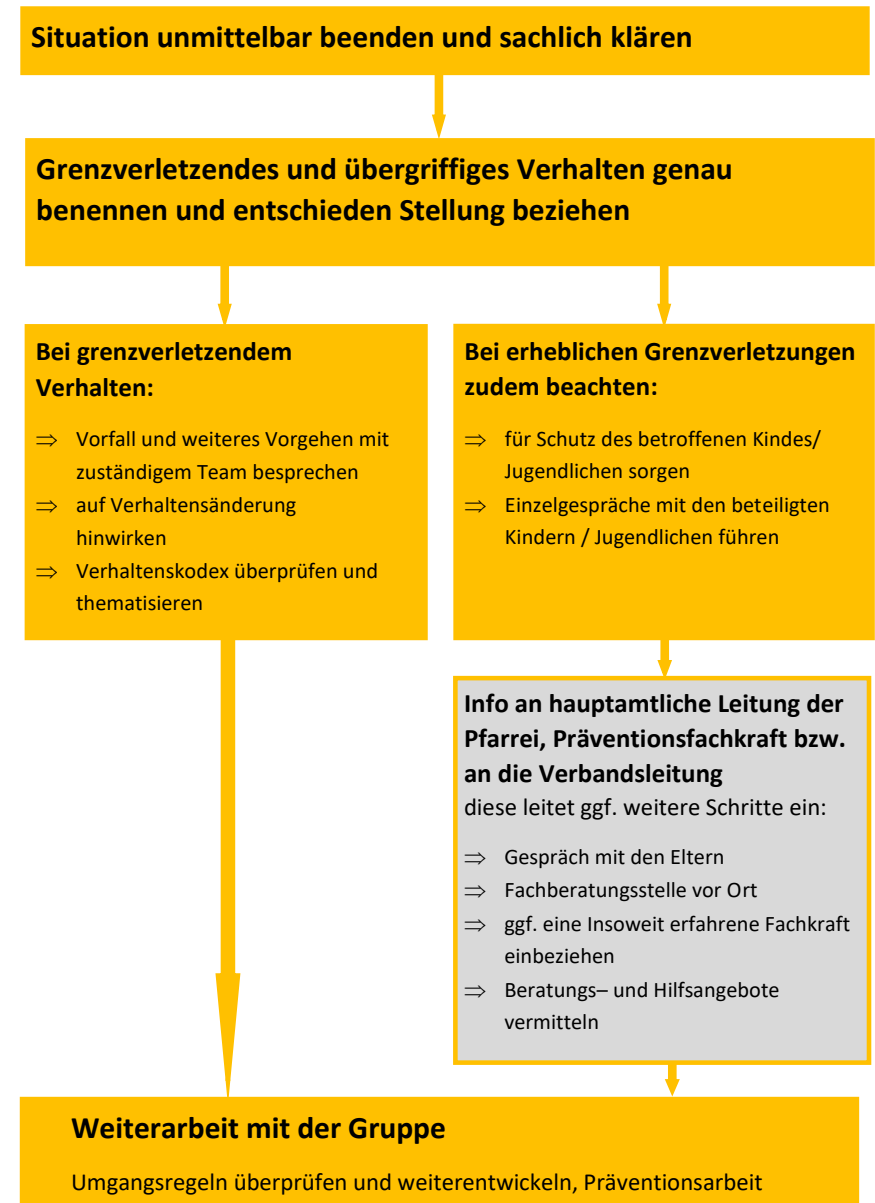 Situation unmittelbar beenden und sachlich klären
Grenzverletzendes und übergriffiges Verhalten genau
benennen und entschieden Stellung beziehen
Bei grenzverletzendem
Verhalten:
⇒ Vorfall und weiteres Vorgehen mit
zuständigem Team besprechen
⇒ auf Verhaltensänderung
hinwirken
⇒ Verhaltenskodex überprüfen und
thematisieren
Bei erheblichen Grenzverletzungen
zudem beachten:
⇒ für Schutz des betroffenen Kindes/
Jugendlichen sorgen
⇒ Einzelgespräche mit den beteiligten
Kindern / Jugendlichen führen
Info an hauptamtliche Leitung der
Pfarrei, Präventionsfachkraft bzw.
an die Verbandsleitung
diese leitet ggf. weitere Schritte ein:
⇒ Gespräch mit den Eltern
⇒ Fachberatungsstelle vor Ort
⇒ ggf. eine Insoweit erfahrene Fachkraft
einbeziehen
⇒ Beratungs– und Hilfsangebote
vermitteln
Weiterarbeit mit der Gruppe
Umgangsregeln überprüfen und weiterentwickeln, Präventionsarbeit